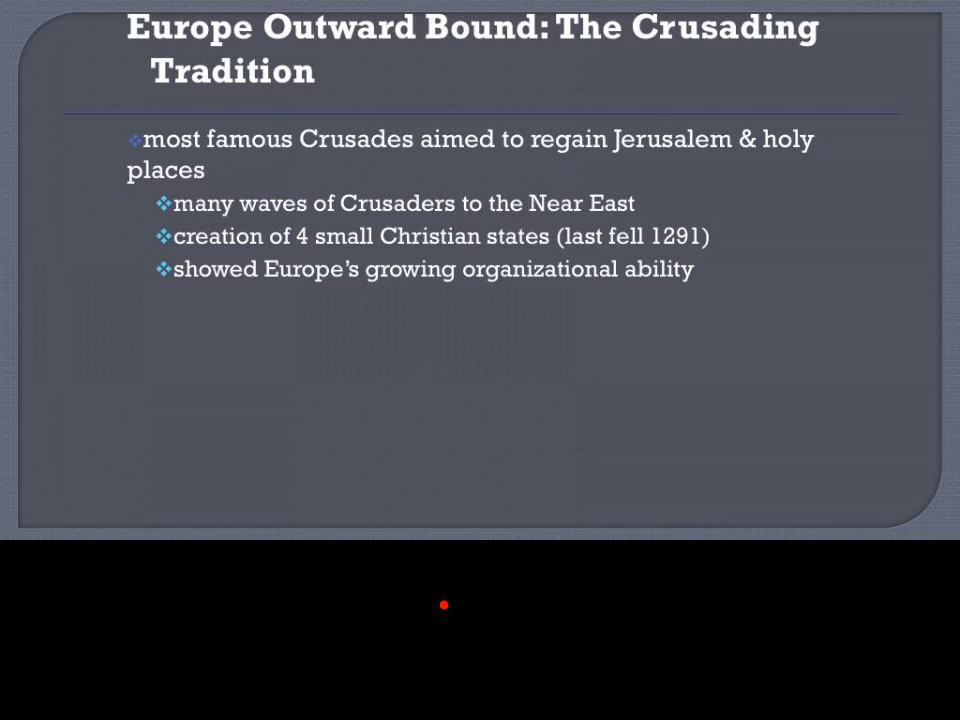 Europe Outward Bound: The Crusading
Tradition
❖most famous Crusades aimed to regain Jerusalem & holy
places
❖many waves of Crusaders to the Near East
❖creation of 4 small Christian states (last fell 1291)
❖showed Europe’s growing organizational ability